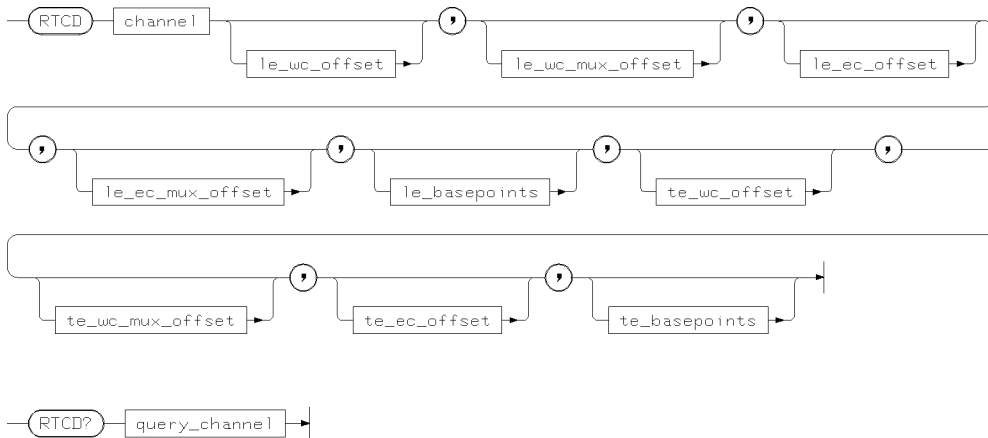 RTCD channel , , 
le_wc_offset le_wc_mux_offset le_ec_offset
, , , ,
le_ec_mux_offset le_basepoints te_wc_offset
, ,
te_wc_mux_offset te_ec_offset te_basepoints
RTCD? query_channel